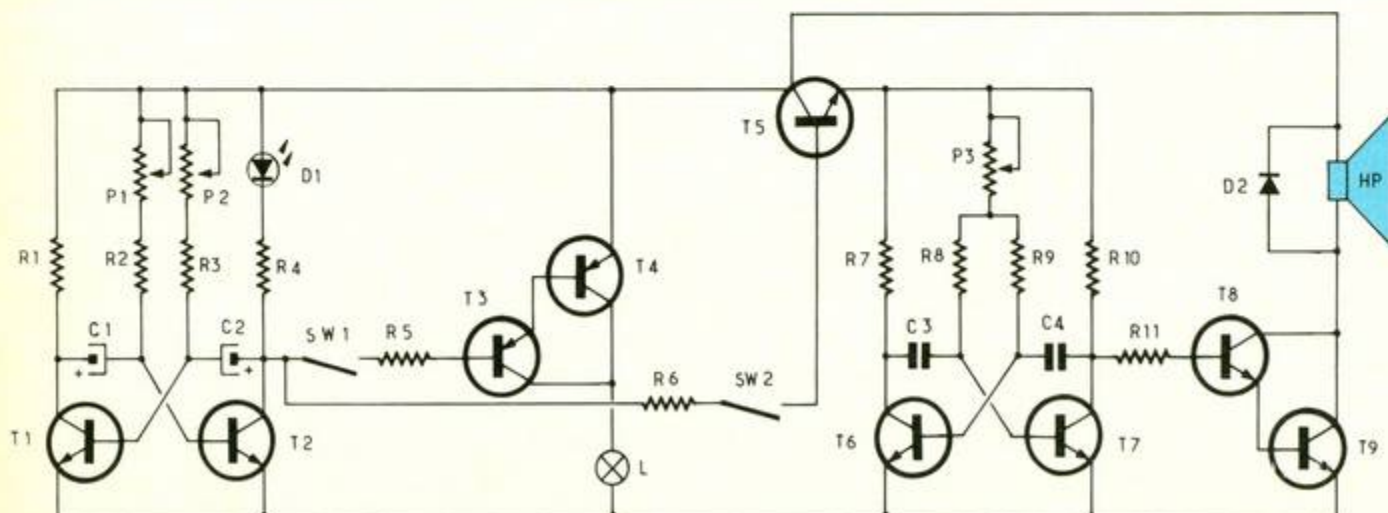 T5
P1
P2
D1
P3
D2
HP
R1
R2
R3
R4
T4
R7
R8
R9
R10
T3
T8
C1
C2
SW1
R5
C3
C4
R11
R6
SW2
T1
T2
L
T6
T7
T9
+
+